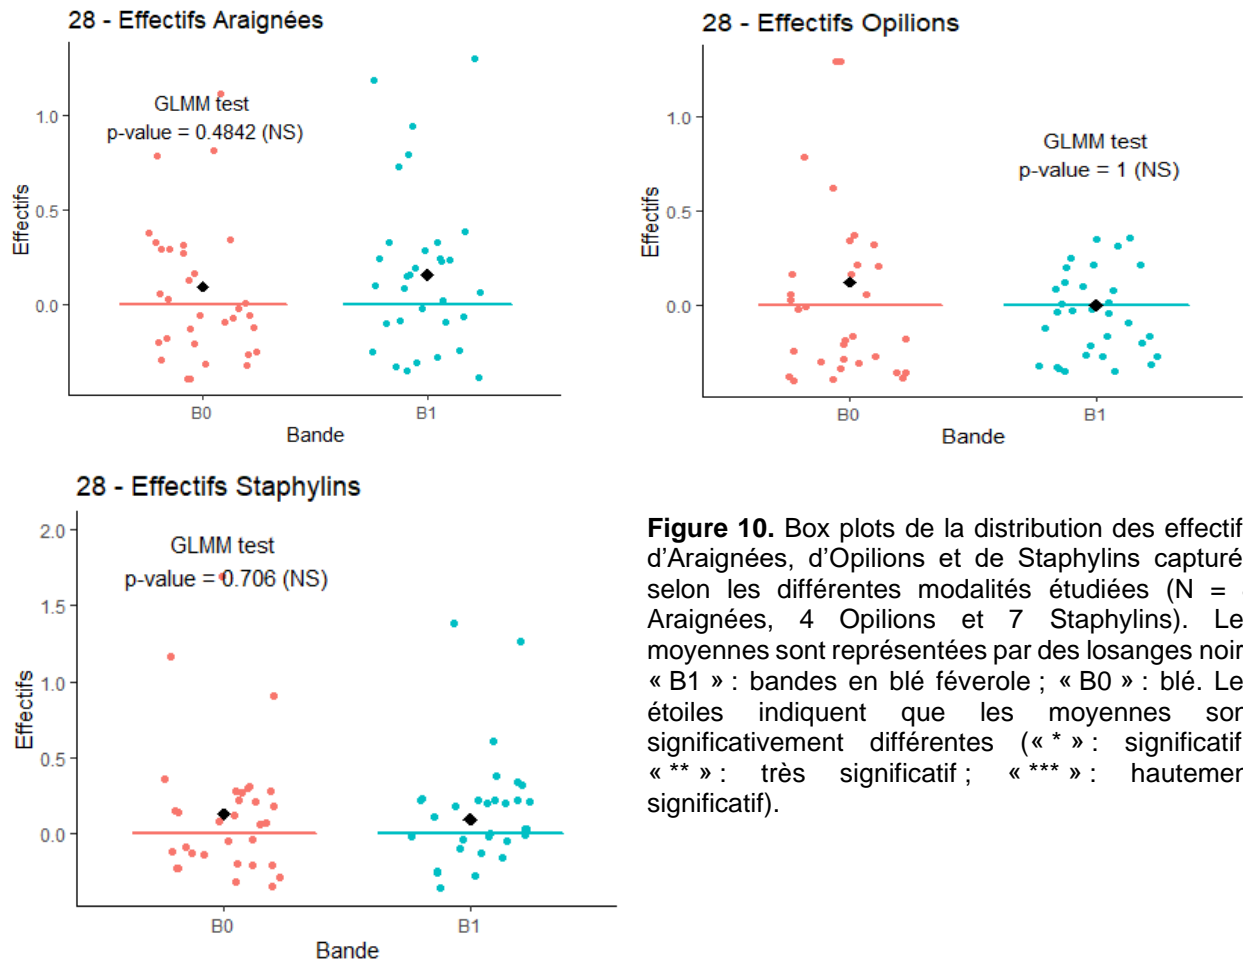 28 - Effectifs Araignées
GLMM test
p-value = 0.4842 (NS)
1.0
0.5
0.0
Effectifs
B0
B1
Bande
28 - Effectifs Opilions
GLMM test
p-value = 1 (NS)
1.0
0.5
0.0
Effectifs
B0
B1
Bande
28 - Effectifs Staphylins
GLMM test
p-value = 0.706 (NS)
2.0
1.5
1.0
0.5
0.0
Effectifs
B0
B1
Bande
Figure 10. Box plots de la distribution des effectif
d'Araignées, d'Opilions et de Staphylins capturé
selon les différentes modalités étudiées (N =
Araignées, 4 Opilions et 7 Staphylins). Le
moyennes sont représentées par des losanges noir
« B1 » : bandes en blé féverole ; « B0 » : blé. Le
étoiles indiquent que les moyennes son
significativement différentes (« * » : significatif
« ** » : très significatif ; « *** » : hautemen
significatif).